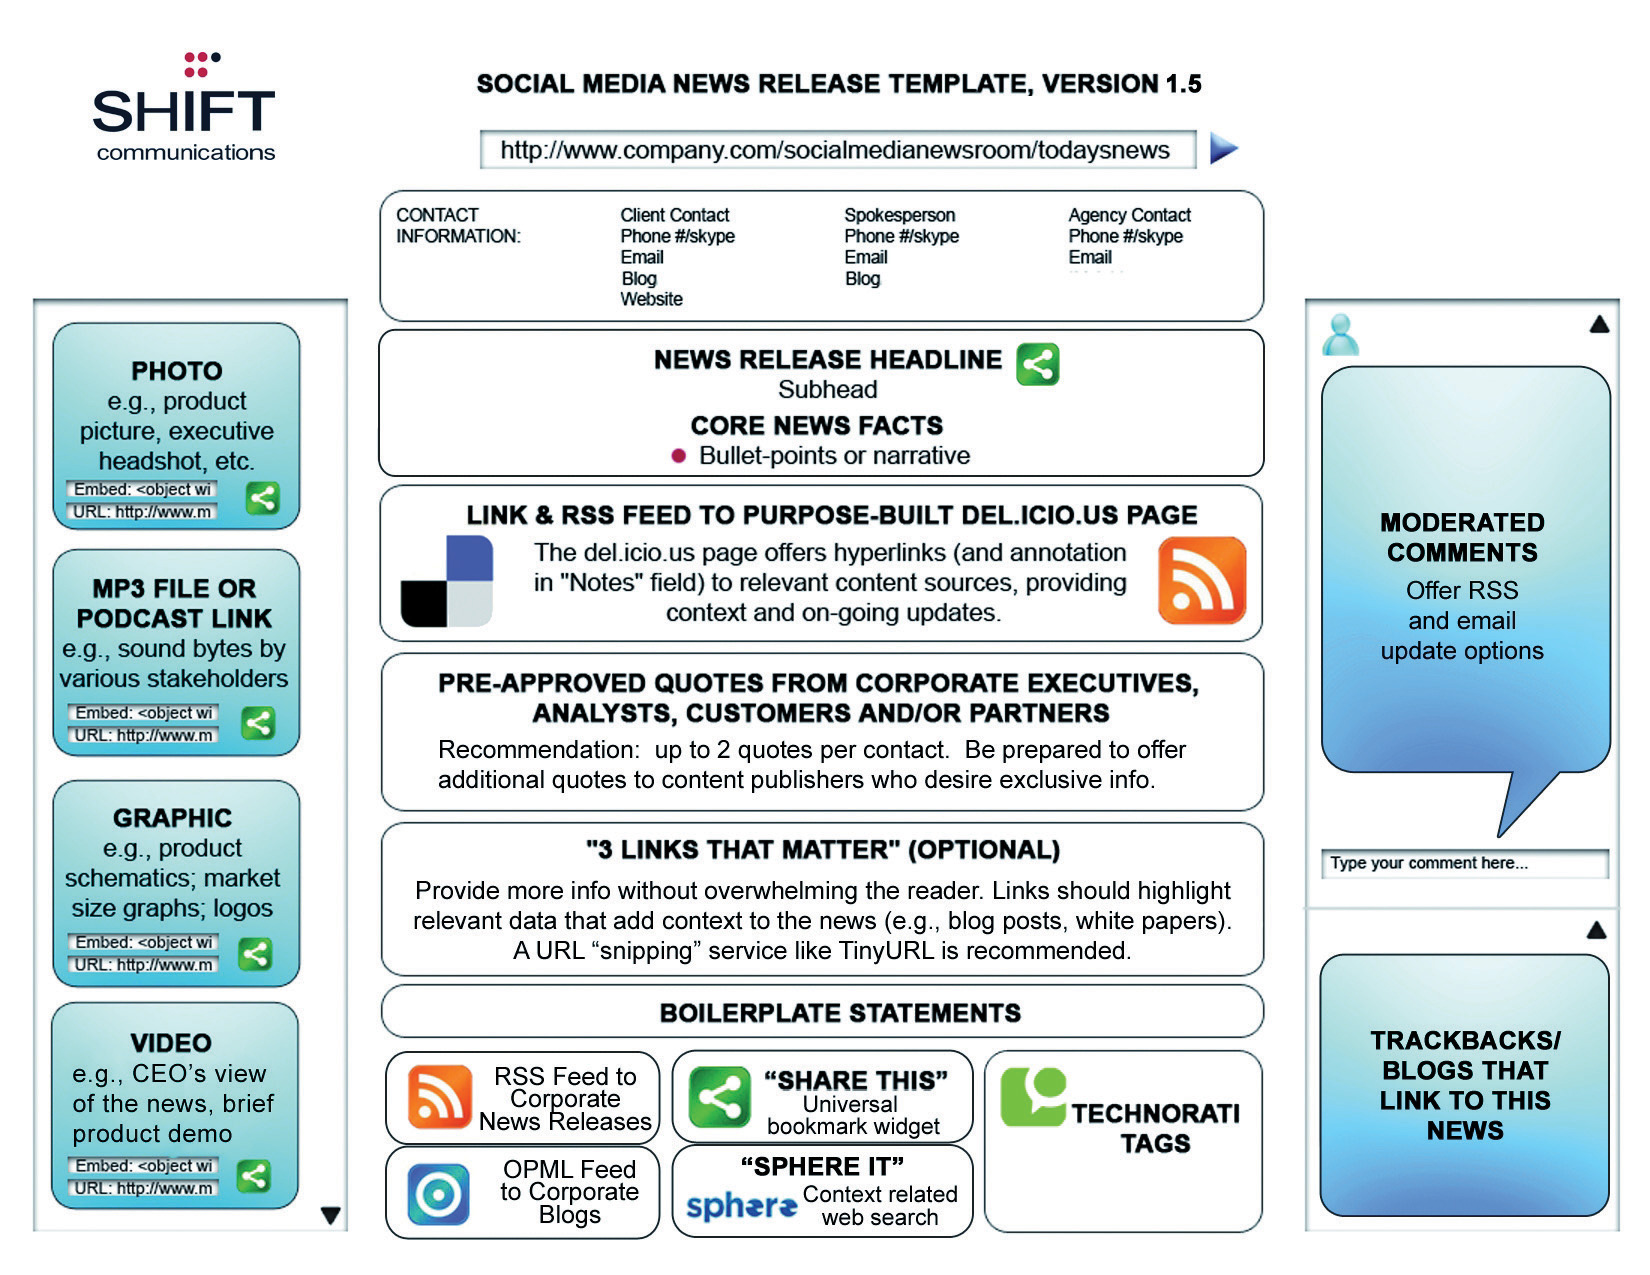 SHIFT
communications
SOCIAL MEDIA NEWS RELEASE TEMPLATE, VERSION 1.5
http://www.company.com/socialmedianewsroom/todaysnews
CONTACT
INFORMATION:
Client Contact
Phone #/skype
Email
Blog
Website
Spokesperson
Phone #/skype
Email
Blog
Agency Contact
Phone #/skype
Email
PHOTO
e.g., product
picture, executive
headshot, etc.
Embed: <object wi
URL: http://www.m
MP3 FILE OR
PODCAST LINK
e.g., sound bytes by
various stakeholders
Embed: <object wi
URL: http://www.m
GRAPHIC
e.g., product
schematics; market
size graphs; logos
Embed: <object wi
URL: http://www.m
VIDEO
e.g., CEO’s view
of the news, brief
product demo
Embed: <object wi
URL: http://www.m
NEWS RELEASE HEADLINE
Subhead
CORE NEWS FACTS
Bullet-points or narrative
LINK & RSS FEED TO PURPOSE-BUILT DEL.ICIO.US PAGE
The del.icio.us page offers hyperlinks (and annotation
in "Notes" field) to relevant content sources, providing
context and on-going updates.
PRE-APPROVED QUOTES FROM CORPORATE EXECUTIVES,
ANALYSTS, CUSTOMERS AND/OR PARTNERS
Recommendation:  up to 2 quotes per contact.  Be prepared to offer
additional quotes to content publishers who desire exclusive info.
"3 LINKS THAT MATTER" (OPTIONAL)
Provide more info without overwhelming the reader. Links should highlight
relevant data that add context to the news (e.g., blog posts, white papers).
A URL “snipping” service like TinyURL is recommended.
BOILERPLATE STATEMENTS
RSS Feed to
Corporate
News Releases
“SHARE THIS”
Universal
bookmark widget
TECHNORATI
TAGS
OPML Feed
to Corporate
Blogs
“SPHERE IT”
sphere
Context related
web search
MODERATED
COMMENTS
Offer RSS
and email
update options
Type your comment here...
TRACKBACKS/
BLOGS THAT
LINK TO THIS
NEWS